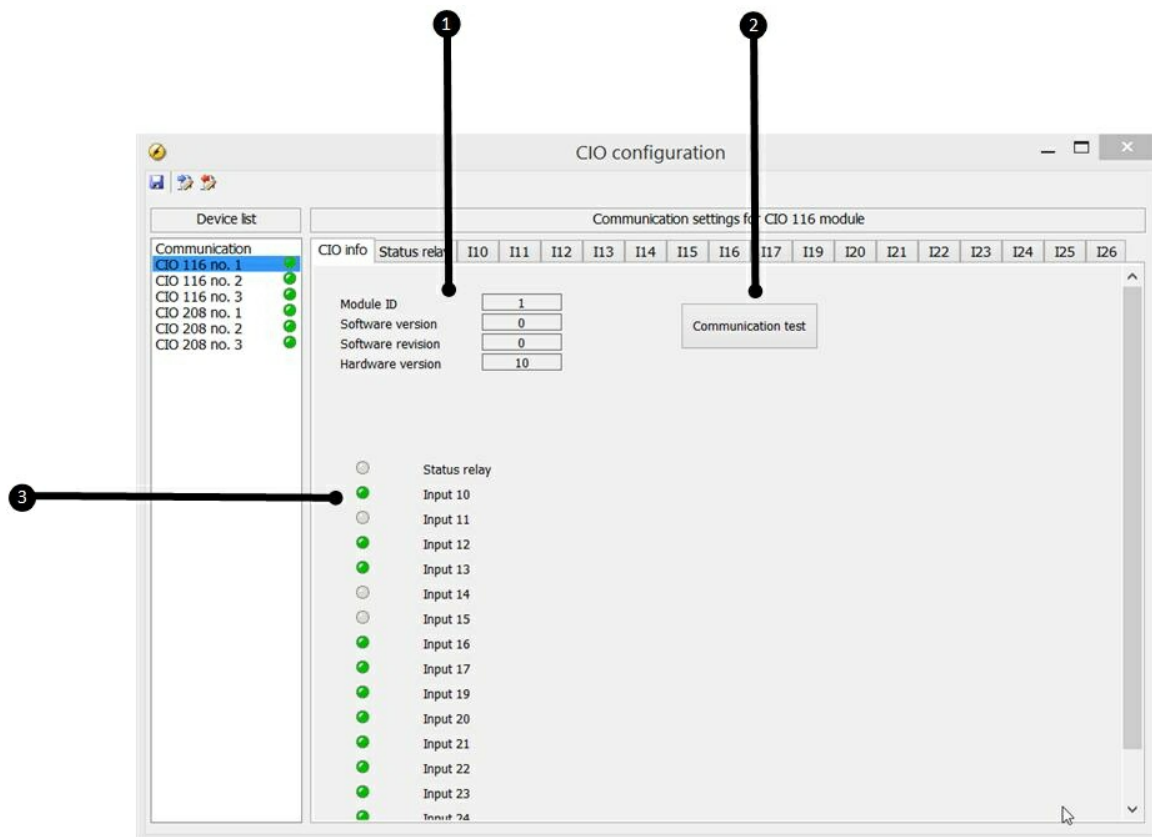 1 2
CIO configuration
Device list Communication settings for CIO 116 module
Communication
CIO 116 no. 1
CIO 116 no. 2
CIO 116 no. 3
CIO 208 no. 1
CIO 208 no. 2
CIO 208 no. 3
CIO info Status relay I10 I11 I12 I13 I14 I15 I16 I17 I19 I20 I21 I22 I23 I24 I25 I26
Module ID 1
Software version 0
Software revision 0
Hardware version 10
Communication test
Status relay
3
Input 10
Input 11
Input 12
Input 13
Input 14
Input 15
Input 16
Input 17
Input 19
Input 20
Input 21
Input 22
Input 23
Input 24